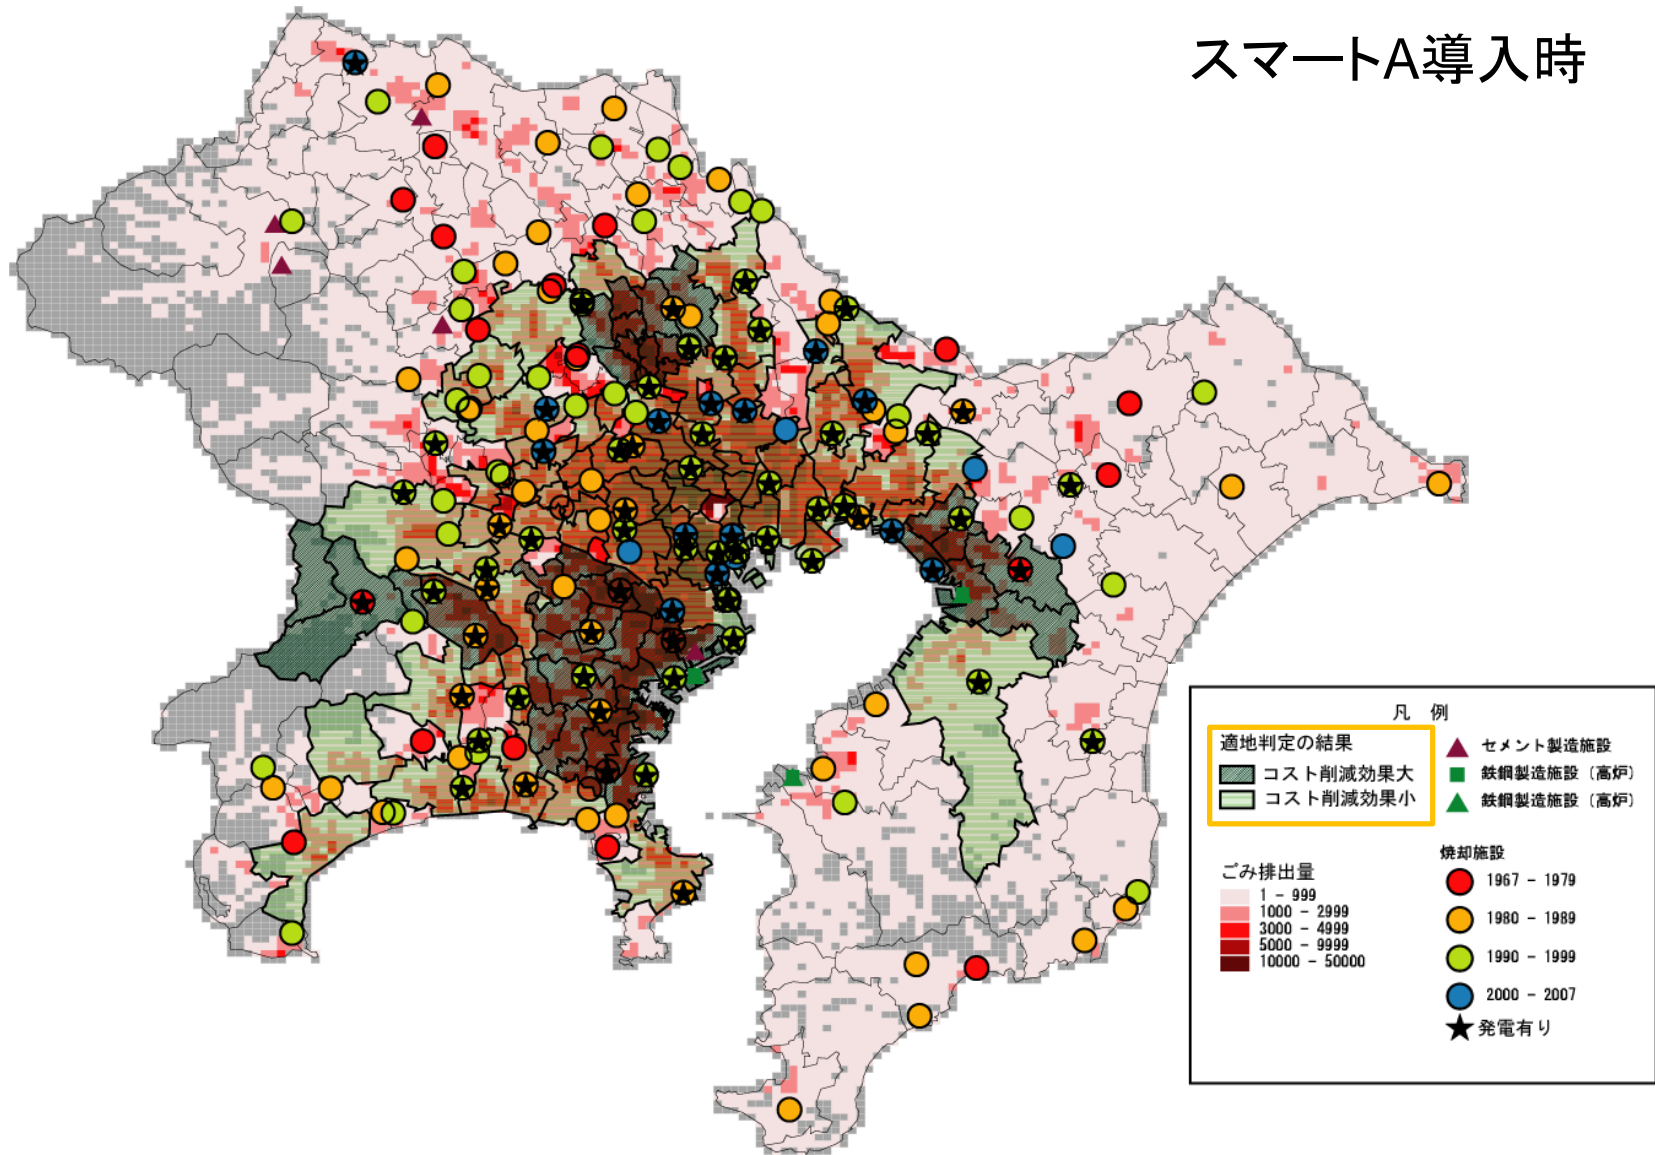 スマートA導入時
凡 例
適地判定の結果
コスト削減効果大
コスト削減効果小
セメント製造施設
鉄鋼製造施設（高炉）
鉄鋼製造施設（高炉）
ごみ排出量
1 - 999
1000 - 2999
3000 - 4999
5000 - 9999
10000 - 50000
焼却施設
1967 - 1979
1980 - 1989
1990 - 1999
2000 - 2007
発電有り